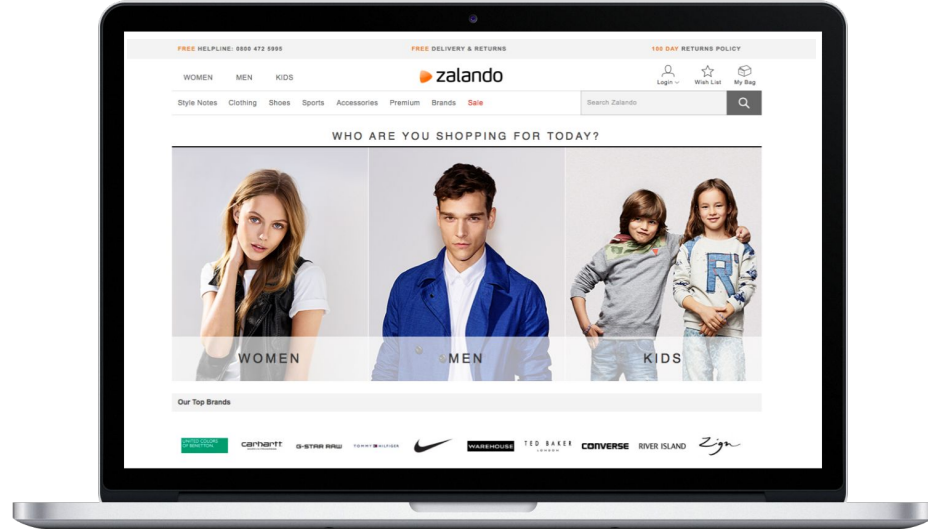 FREE HELPLINE: 0800 472 5995
FREE DELIVERY & RETURNS
100 DAY RETURNS POLICY
WOMEN MEN KIDS
zalando
Login
Wish List
My Bag
Style Notes Clothing Shoes Sports Accessories Premium Brands Sale
Search Zalando
WHO ARE YOU SHOPPING FOR TODAY?
R
WOMEN
MEN
KIDS
Our Top Brands
UNITED COLORS
OF BENETTON.
carhartt
G-STAR RAW
TOMMY HILFIGER
WAREHOUSE
TED BAKER
LONDON
CONVERSE
RIVER ISLAND
Zign